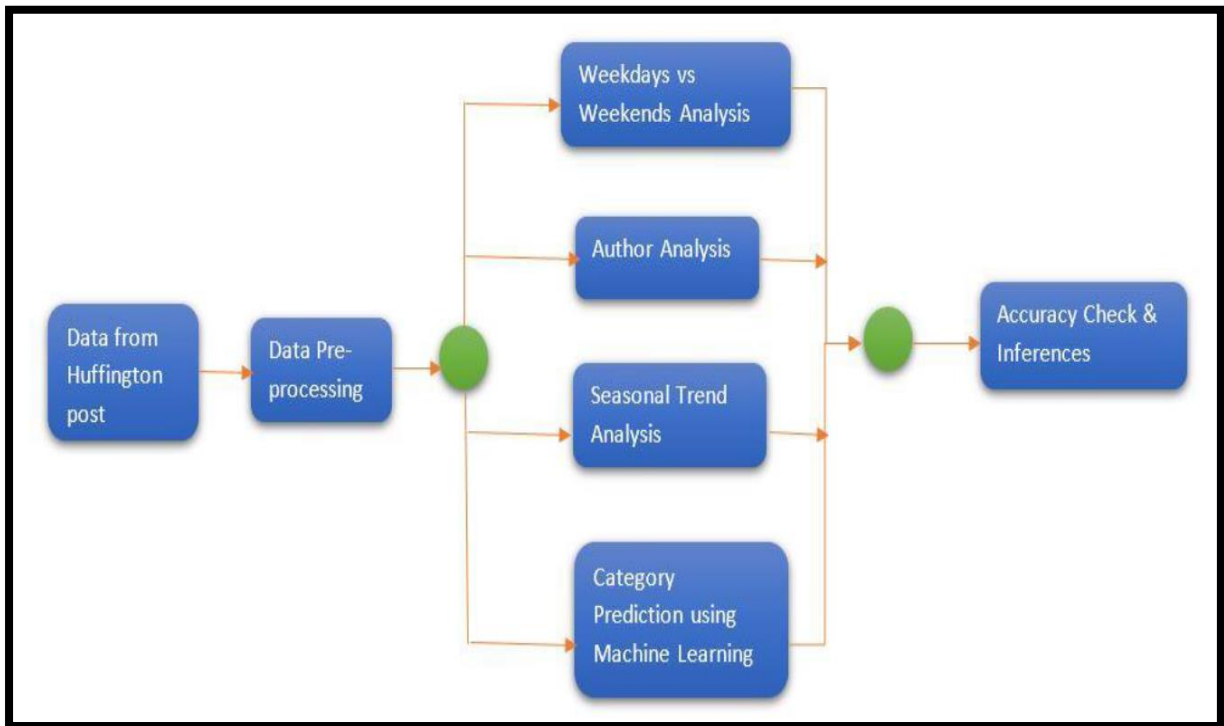 Data from
Huffington
post
Data Pre-
processing
Weekdays vs
Weekends Analysis
Author Analysis
Seasonal Trend
Analysis
Category
Prediction using
Machine Learning
Accuracy Check &
Inferences